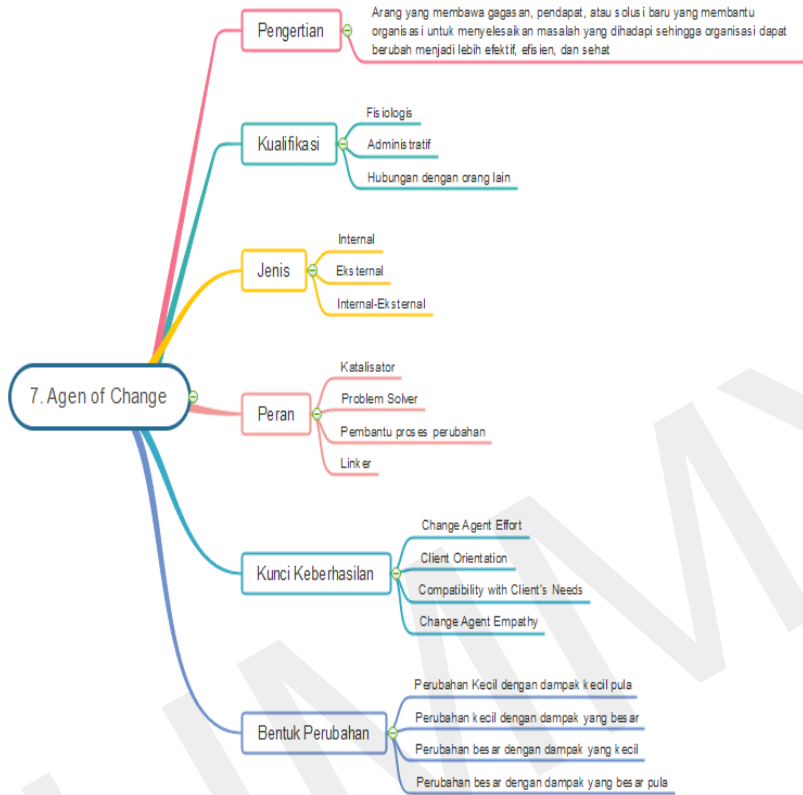 Pengertian
Arang yang membawa gagasan, pendapat, atau solusi baru yang membantu
organisasi untuk menyelesaikan masalah yang dihadapi sehingga organisasi dapat
berubah menjadi lebih efektif, efisien, dan sehat
Kualifikasi
Fisiologis
Administratif
Hubungan dengan orang lain
Jenis
Internal
Eksternal
Internal-Eksternal
7. Agen of Change
Peran
Katalisator
Problem Solver
Pembantu proses perubahan
Linker
Kunci Keberhasilan
Change Agent Effort
Client Orientation
Compatibility with Client's Needs
Change Agent Empathy
Bentuk Perubahan
Perubahan Kecil dengan dampak kecil pula
Perubahan kecil dengan dampak yang besar
Perubahan besar dengan dampak yang kecil
Perubahan besar dengan dampak yang besar pula